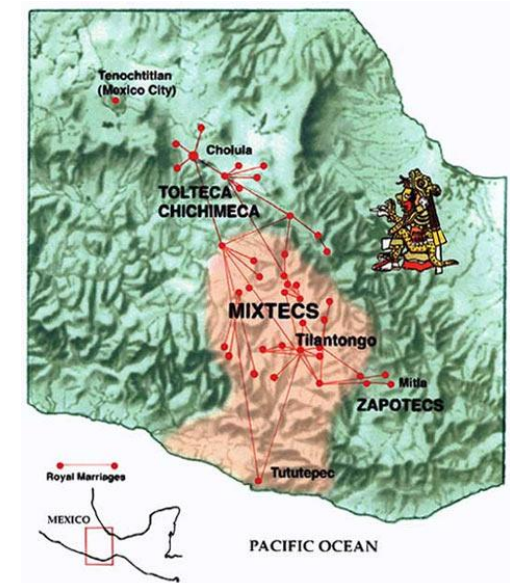 Tenochtitlan
(Mexico City)
Cholula
TOLTECA
CHICHIMECA
MIXTECS
Tilantongo
Mitla
ZAPOTECS
Tututepec
Royal Marriages
MEXICO
PACIFIC OCEAN